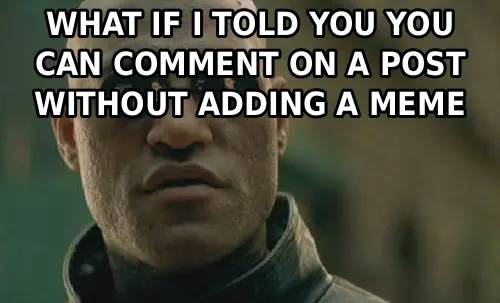 WHAT IF I TOLD YOU YOU
CAN COMMENT ON A POST
WITHOUT ADDING A MEME